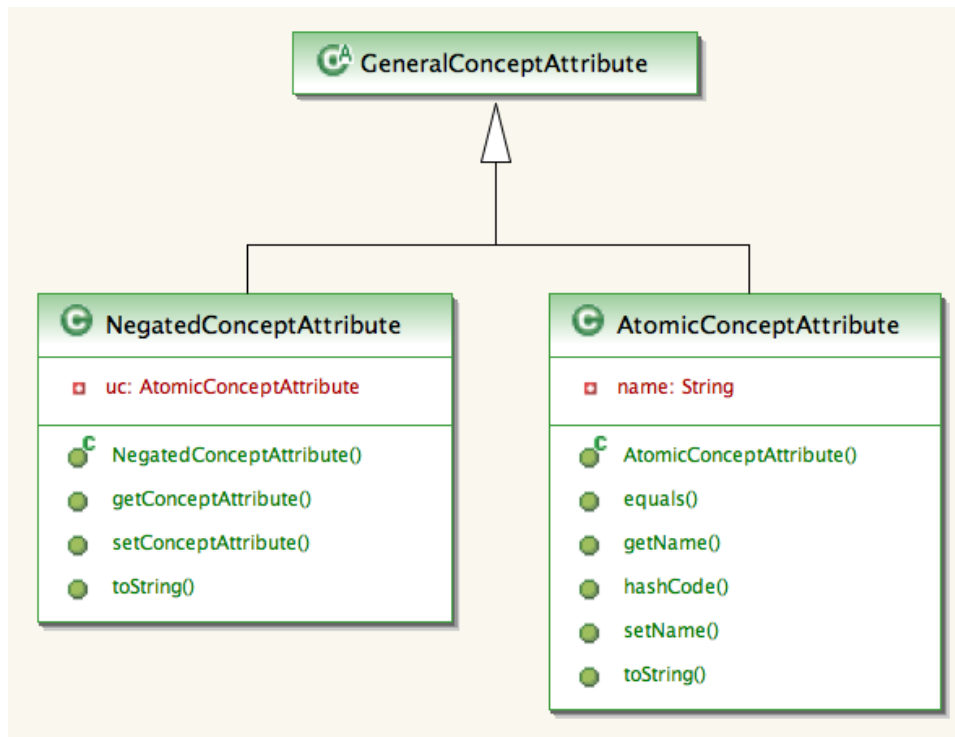 GeneralConceptAttribute
NegatedConceptAttribute
uc: AtomicConceptAttribute
NegatedConceptAttribute()
getConceptAttribute()
setConceptAttribute()
toString()
AtomicConceptAttribute
name: String
AtomicConceptAttribute()
equals()
getName()
hashCode()
setName()
toString()